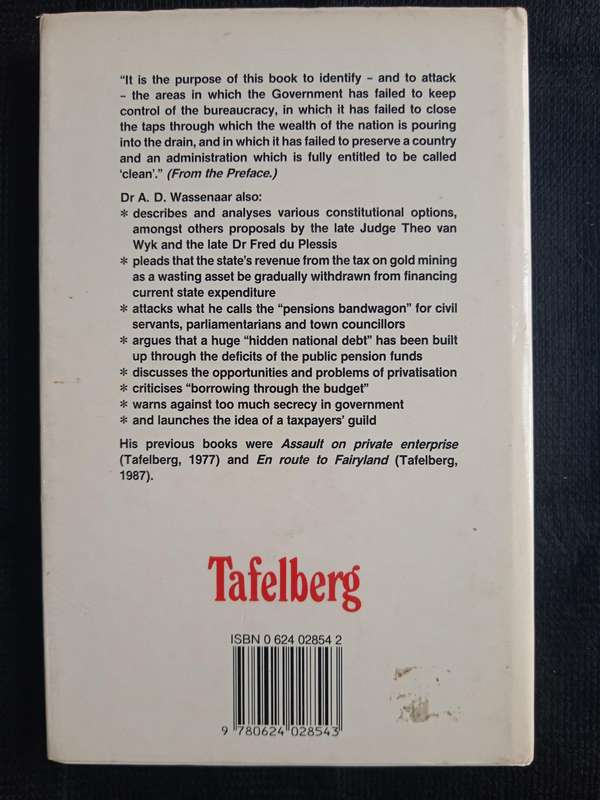 “It is the purpose of this book to identify – and to attack
– the areas in which the Government has failed to keep
control of the bureaucracy, in which it has failed to close
the taps through which the wealth of the nation is pouring
into the drain, and in which it has failed to preserve a country
and an administration which is fully entitled to be called
‘clean’.” (From the Preface.)
Dr A. D. Wassenaar also:
* describes and analyses various constitutional options,
amongst others proposals by the late Judge Theo van
Wyk and the late Dr Fred du Plessis
* pleads that the state’s revenue from the tax on gold mining
as a wasting asset be gradually withdrawn from financing
current state expenditure
* attacks what he calls the “pensions bandwagon” for civil
servants, parliamentarians and town councillors
* argues that a huge “hidden national debt” has been built
up through the deficits of the public pension funds
* discusses the opportunities and problems of privatisation
* criticises “borrowing through the budget”
* warns against too much secrecy in government
* and launches the idea of a taxpayers’ guild
His previous books were Assault on private enterprise
(Tafelberg, 1977) and En route to Fairyland (Tafelberg,
1987).
Tafelberg
ISBN 0 624 02854 2
9 780624 028543